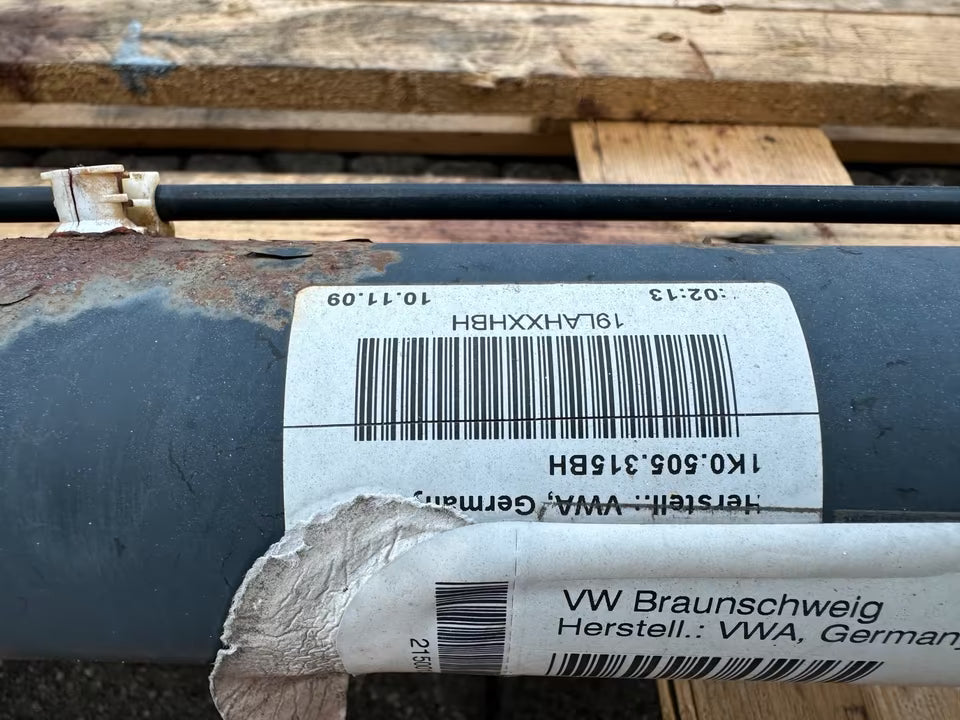 Herstell.: VWA, Germany
1K0.505.315BH
19LAHXXHBH
:02:13 10.11.09
VW Braunschweig
Herstell.: VWA, German